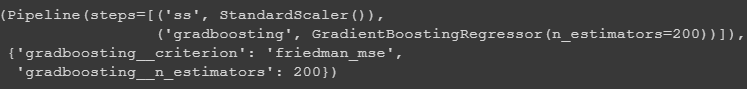 (Pipeline(steps=[('ss', StandardScaler()),
('gradboosting', GradientBoostingRegressor(n_estimators=200))]),
{'gradboosting__criterion': 'friedman_mse',
'gradboosting__n_estimators': 200})